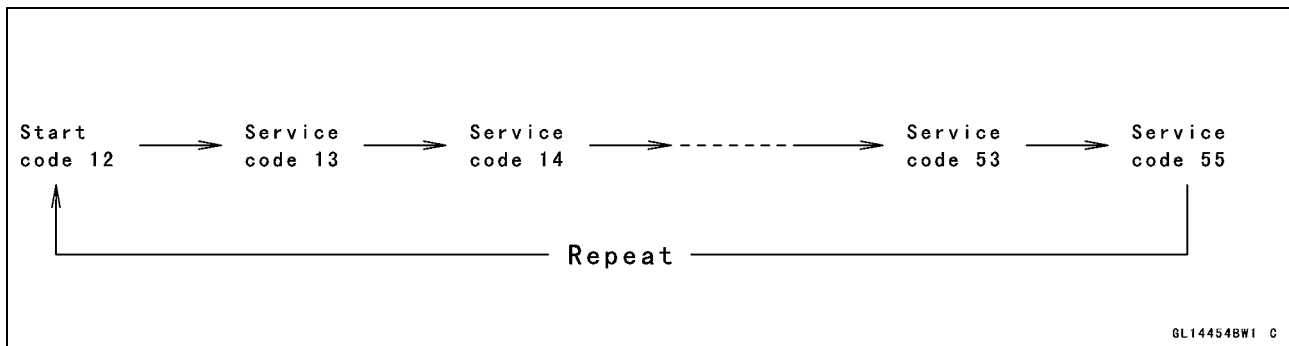 Start
code 12
Service
code 13
Service
code 14
Service
code 53
Service
code 55
Repeat
GL14454BW1 C